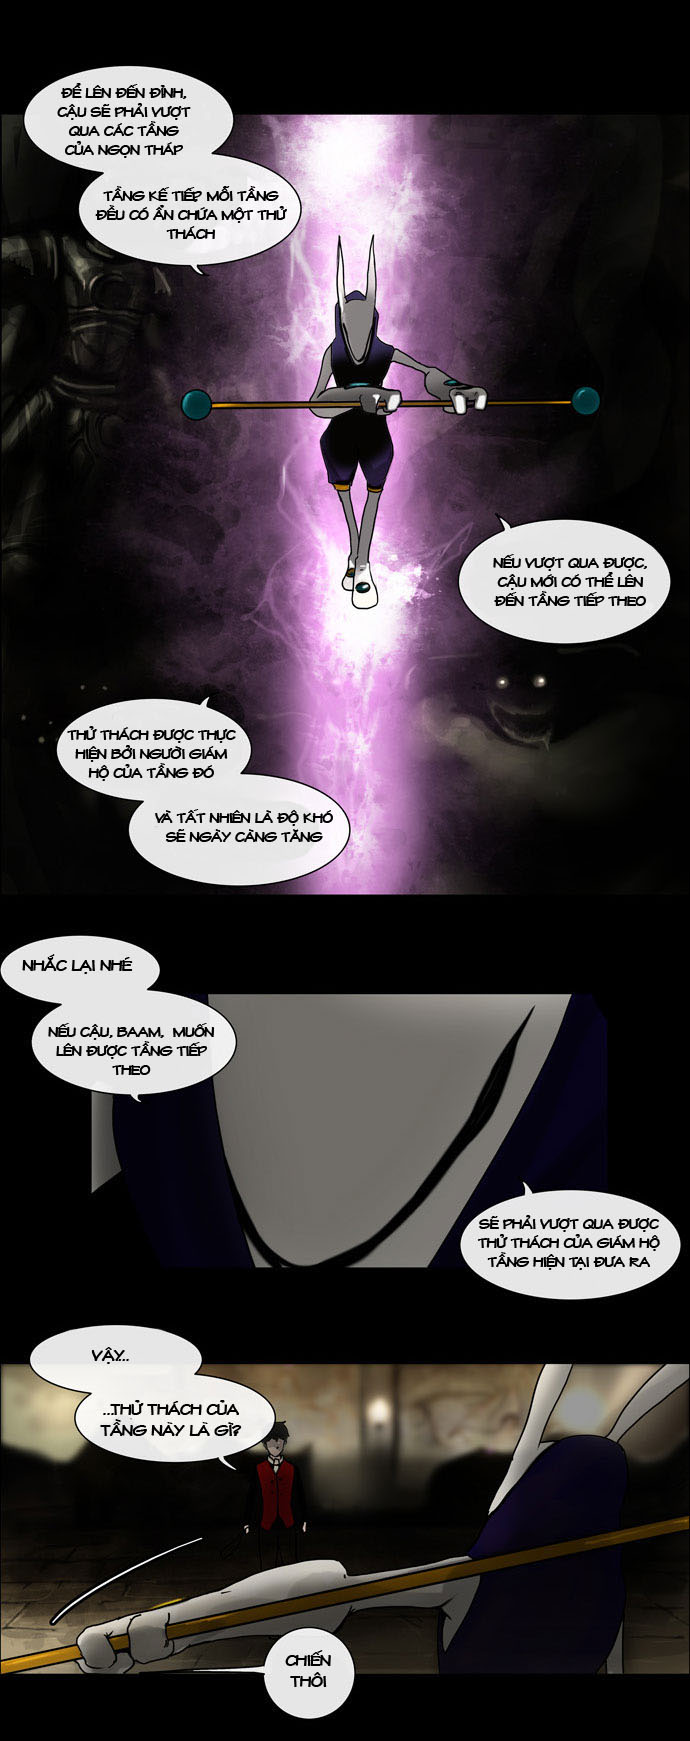 ĐỂ LÊN ĐẾN ĐỈNH,
CẬU SẼ PHẢI VƯỢT
QUA CÁC TẦNG
CỦA NGỌN THÁP
TẦNG KẾ TIẾP MỖI TẦNG
ĐỀU CÓ ẨN CHỨA MỘT THỬ
THÁCH
NẾU VƯỢT QUA ĐƯỢC,
CẬU MỚI CÓ THỂ LÊN
ĐẾN TẦNG TIẾP THEO
THỬ THÁCH ĐƯỢC THỰC
HIỆN BỞI NGƯỜI GIÁM
HỘ CỦA TẦNG ĐÓ
VÀ TẤT NHIÊN LÀ ĐỘ KHÓ
SẼ NGÀY CÀNG TĂNG
NHẮC LẠI NHÉ
NẾU CẬU, BAAM, MUỐN
LÊN ĐƯỢC TẦNG TIẾP
THEO
SẼ PHẢI VƯỢT QUA ĐƯỢC
THỬ THÁCH CỦA GIÁM HỘ
TẦNG HIỆN TẠI ĐƯA RA
VẬY...
...THỬ THÁCH CỦA
TẦNG NÀY LÀ GÌ?
CHIẾN
THÔI